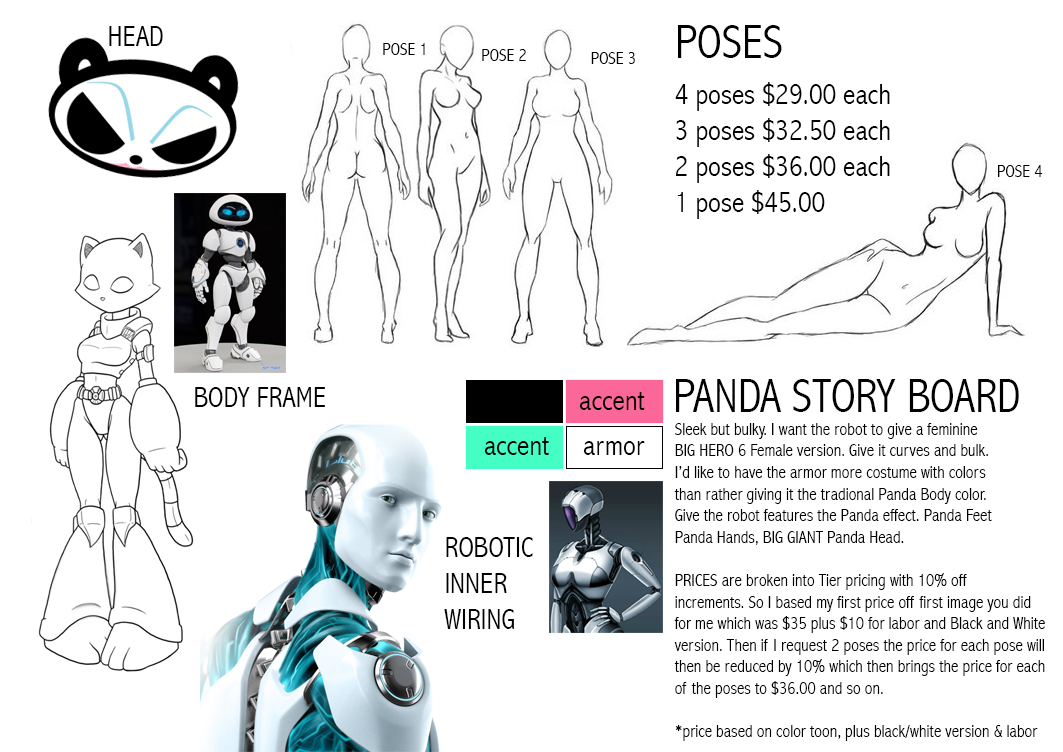 HEAD
POSE 1
POSE 2
POSE 3
POSES
4 poses $29.00 each
3 poses $32.50 each
2 poses $36.00 each
1 pose $45.00
POSE 4
BODY FRAME
accent
accent
armor
ROBOTIC
INNER
WIRING
PANDA STORY BOARD
Sleek but bulky. I want the robot to give a feminine
BIG HERO 6 Female version. Give it curves and bulk.
I'd like to have the armor more costume with colors
than rather giving it the tradional Panda Body color.
Give the robot features the Panda effect. Panda Feet
Panda Hands, BIG GIANT Panda Head.
PRICES are broken into Tier pricing with 10% off
increments. So I based my first price off first image you did
for me which was $35 plus $10 for labor and Black and White
version. Then if I request 2 poses the price for each pose will
then be reduced by 10% which then brings the price for each
of the poses to $36.00 and so on.
*price based on color toon, plus black/white version & labor